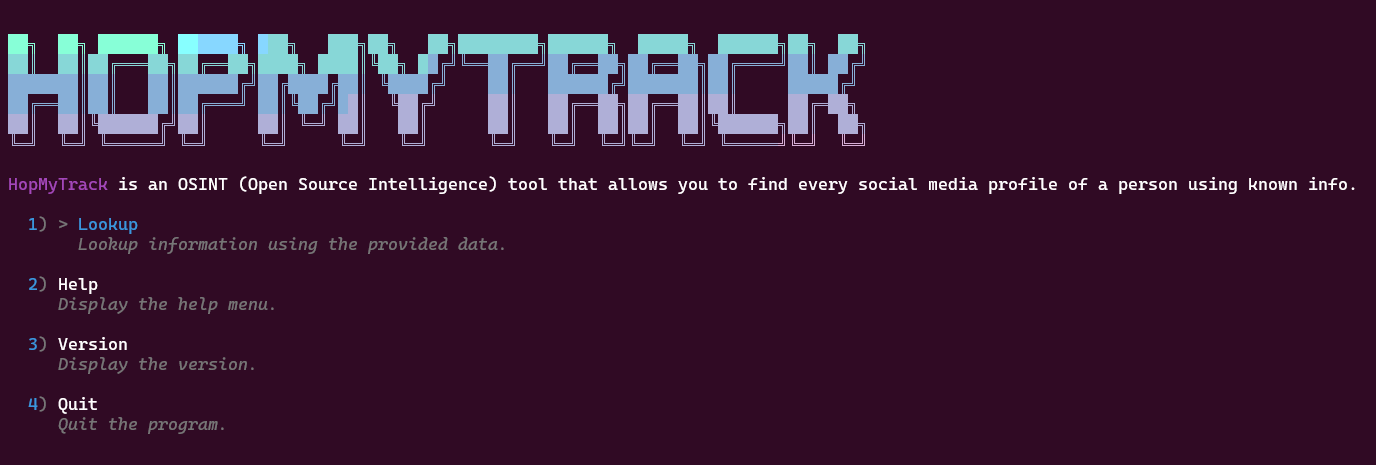 HOPMYTRACK
HopMyTrack is an OSINT (Open Source Intelligence) tool that allows you to find every social media profile of a person using known info.
1) > Lookup
Lookup information using the provided data.
2) Help
Display the help menu.
3) Version
Display the version.
4) Quit
Quit the program.